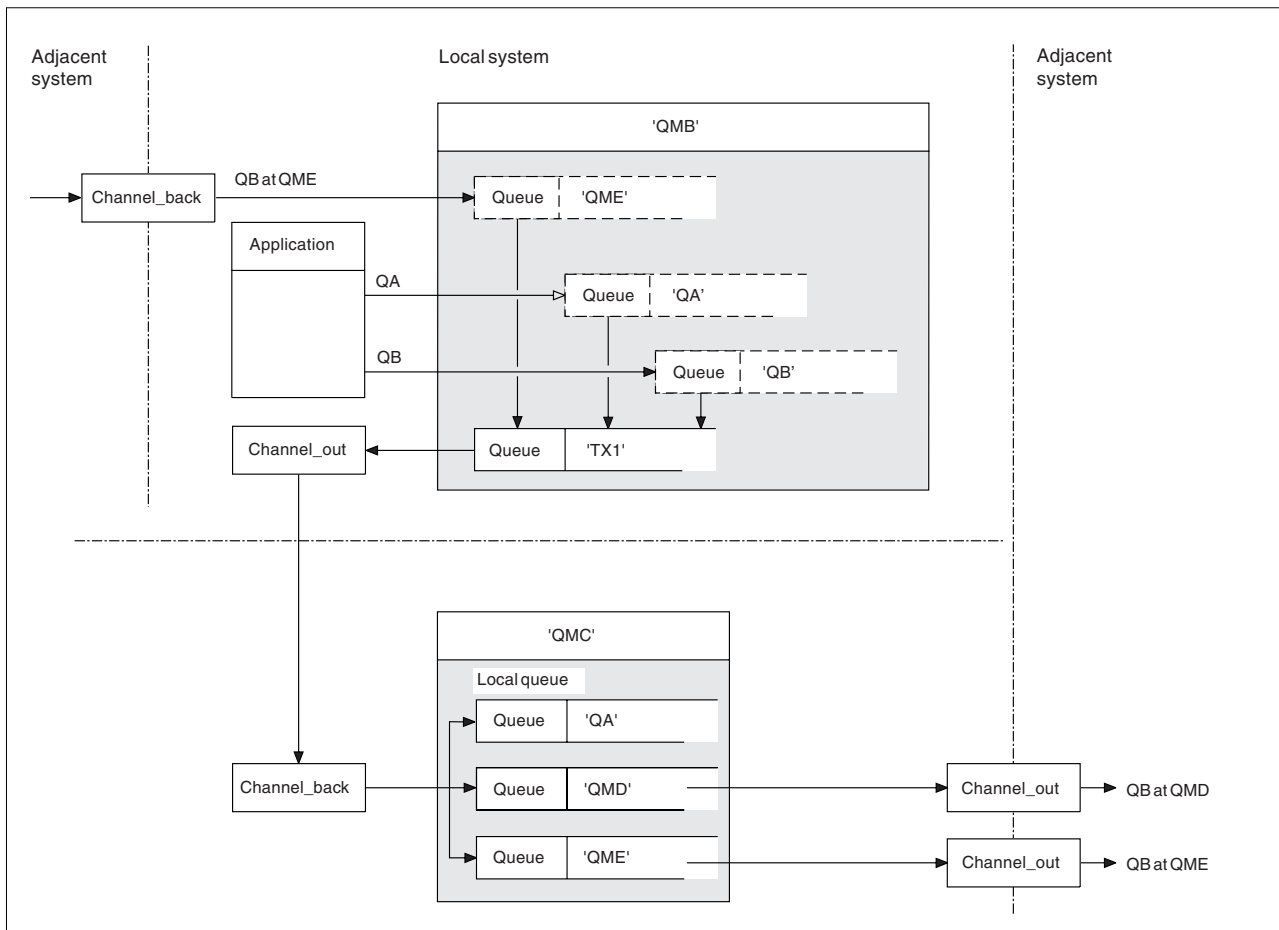 Adjacent
system
Local system
Adjacent
system
'QMB'
Channel_back
QB at QME
Queue
'QME'
Application
QA
Queue
'QA'
QB
Queue
'QB'
Channel_out
Queue
'TX1'
'QMC'
Local queue
Queue
'QA'
Channel_back
Queue
'QMD'
Channel_out
QB at QMD
Queue
'QME'
Channel_out
QB at QME